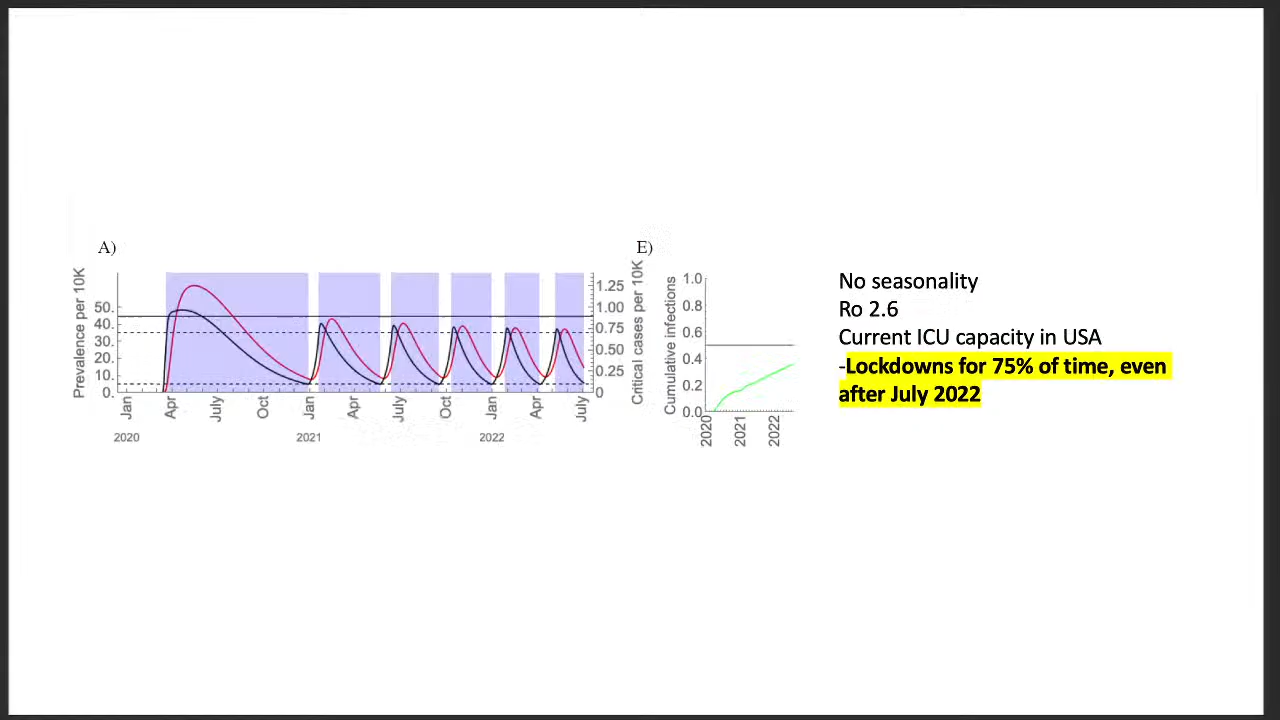 A)
Prevalence per 10K
50.
40.
30.
20.
10.
0.
1.25
1.00
0.75
0.50
0.25
0
Critical cases per 10K
Jan Apr July Oct Jan Apr July Oct Jan Apr July
2020 2021 2022
E)
Cumulative infections
1.0
0.8
0.6
0.4
0.2
0.0
2020 2021 2022
No seasonality
Ro 2.6
Current ICU capacity in USA
-Lockdowns for 75% of time, even
after July 2022